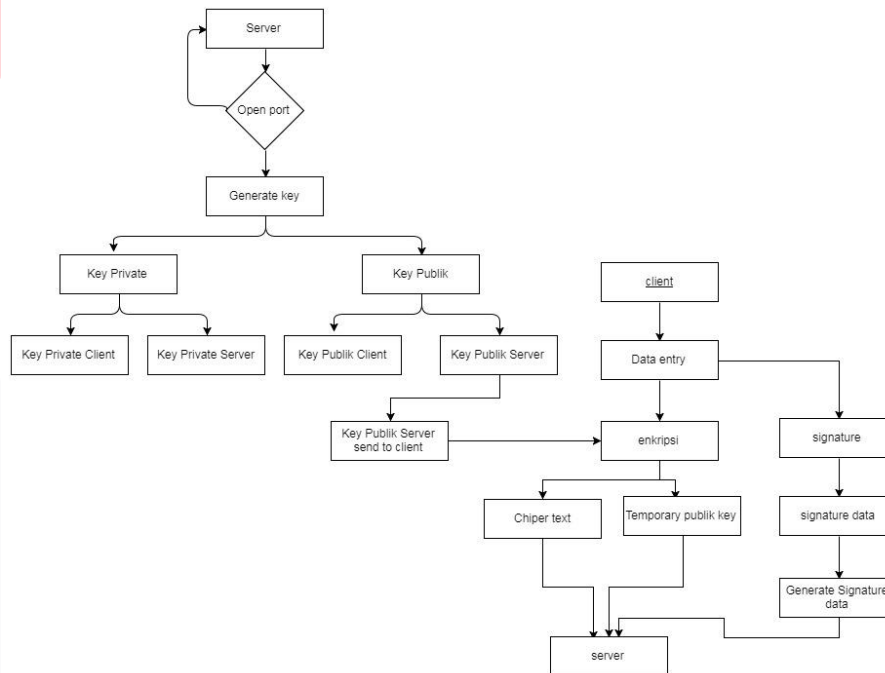 Server
Open port
Generate key
Key Private
Key Publik
client
Key Private Client
Key Private Server
Key Publik Client
Key Publik Server
Data entry
Key Publik Server
send to client
enkripsi
signature
Chiper text
Temporary publik key
signature data
Generate Signature
data
server